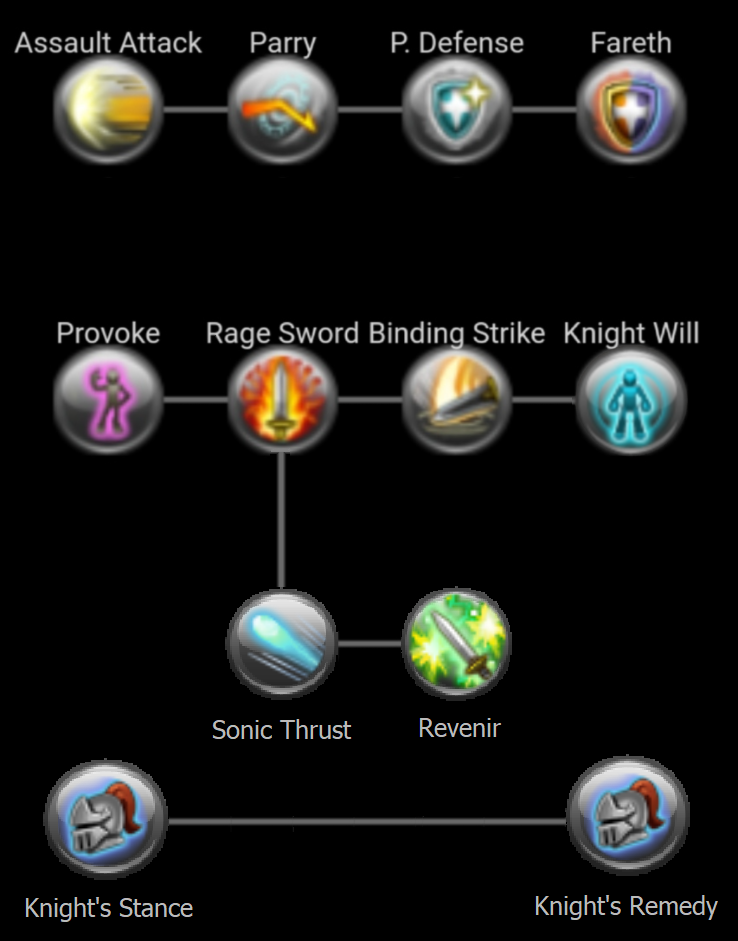 Assault Attack Parry P. Defense Fareth
Provoke Rage Sword Binding Strike Knight Will
Sonic Thrust Revenir
Knight's Stance Knight's Remedy